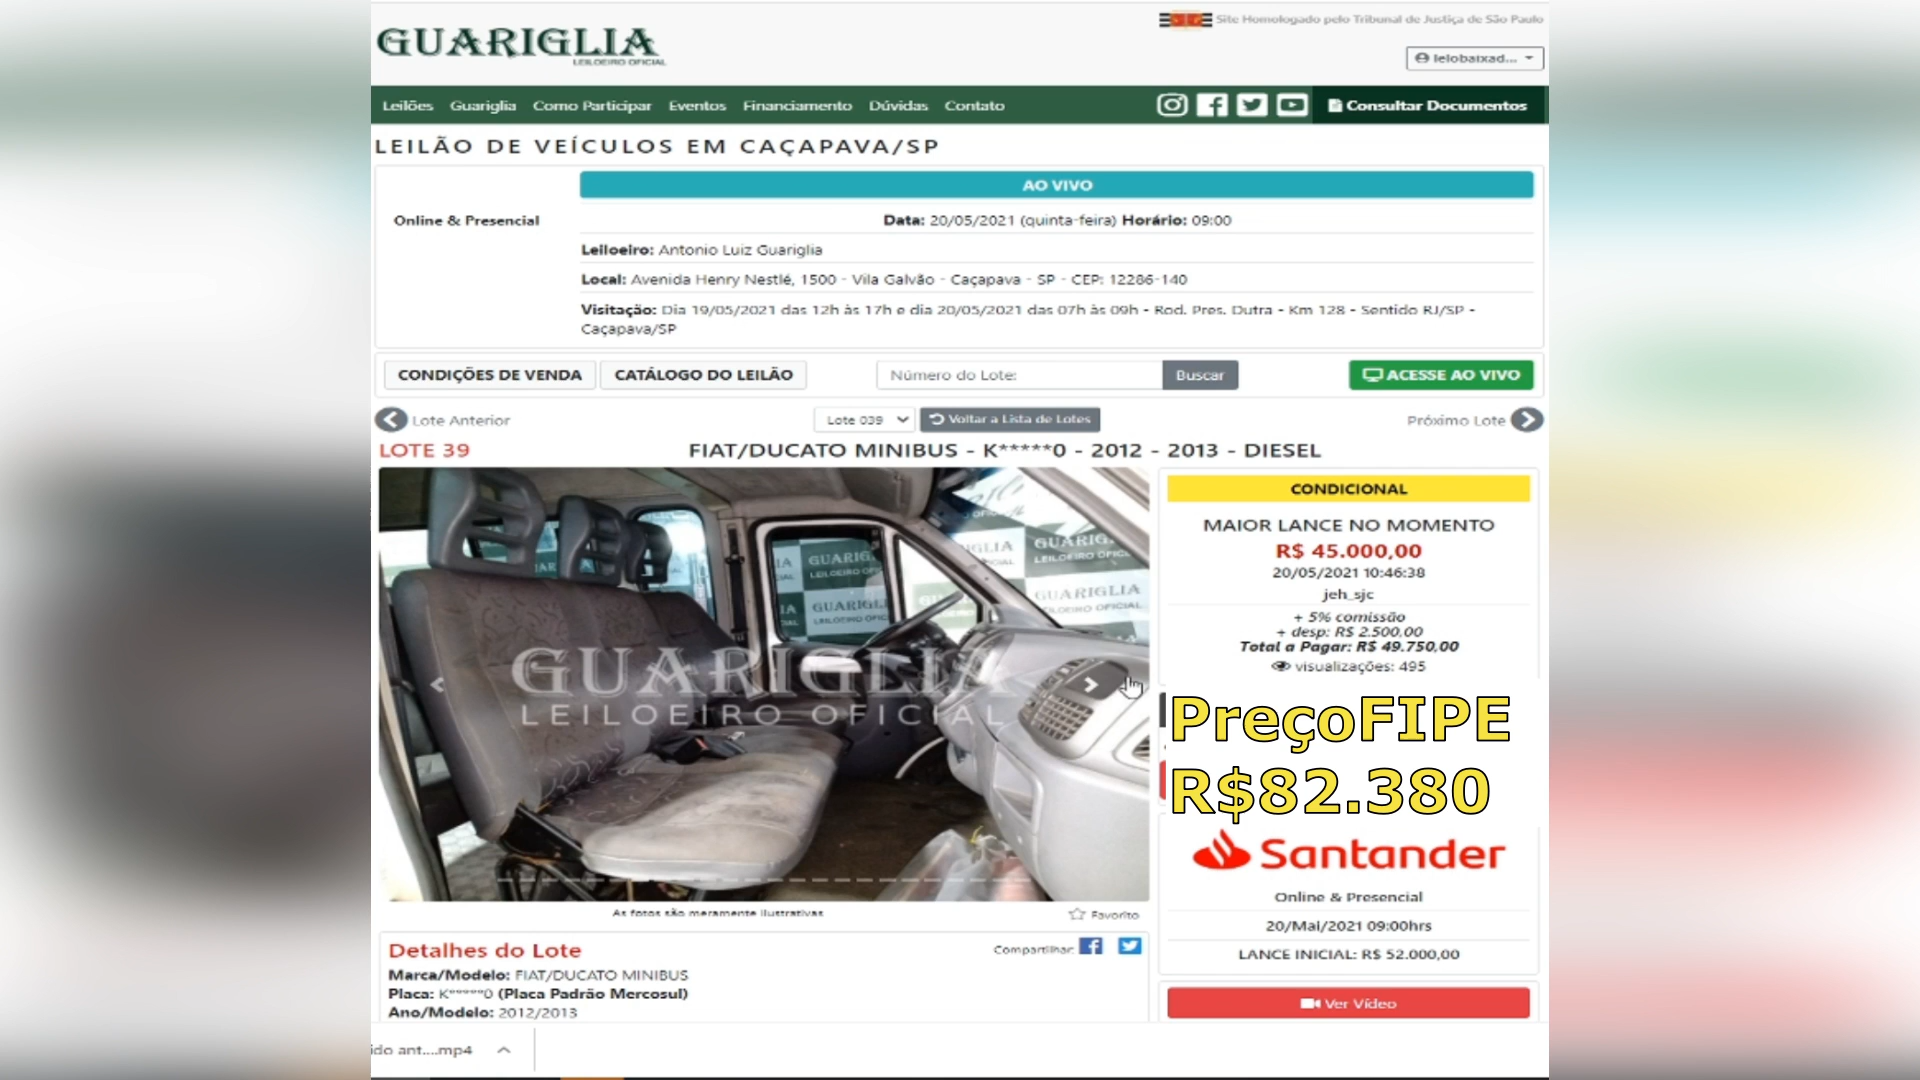 GUARIGLIA
LEILOEIRO OFICIAL
Site Homologado pelo Tribunal de Justiça de São Paulo
lelobaixad...
Leilões Guariglia Como Participar Eventos Financiamento Dúvidas Contato
Consultar Documentos
LEILÃO DE VEÍCULOS EM CAÇAPAVA/SP
AO VIVO
Online & Presencial
Data: 20/05/2021 (quinta-feira) Horário: 09:00
Leiloeiro: Antonio Luiz Guariglia
Local: Avenida Henry Nestlé, 1500 - Vila Galvão - Caçapava - SP - CEP: 12286-140
Visitação: Dia 19/05/2021 das 12h às 17h e dia 20/05/2021 das 07h às 09h - Rod. Pres. Dutra - Km 128 - Sentido RJ/SP -
Caçapava/SP
CONDIÇÕES DE VENDA CATÁLOGO DO LEILÃO Número do Lote: Buscar ACESSE AO VIVO
Lote Anterior Lote 039 Voltar a Lista de Lotes Próximo Lote
LOTE 39 FIAT/DUCATO MINIBUS - K*****0 - 2012 - 2013 - DIESEL
GUARIGLIA
LEILOEIRO OFICIAL
CONDICIONAL
MAIOR LANCE NO MOMENTO
R$ 45.000,00
20/05/2021 10:46:38
jeh_sjc
+ 5% comissão
+ desp: R$ 2.500,00
Total a Pagar: R$ 49.750,00
visualizações: 495
PreçoFIPE
R$82.380
Santander
Online & Presencial
20/Mai/2021 09:00hrs
LANCE INICIAL: R$ 52.000,00
Ver Vídeo
As fotos são meramente ilustrativas
Favorito
Detalhes do Lote
Compartilhar:
Marca/Modelo: FIAT/DUCATO MINIBUS
Placa: K*****0 (Placa Padrão Mercosul)
Ano/Modelo: 2012/2013
ido ant....mp4